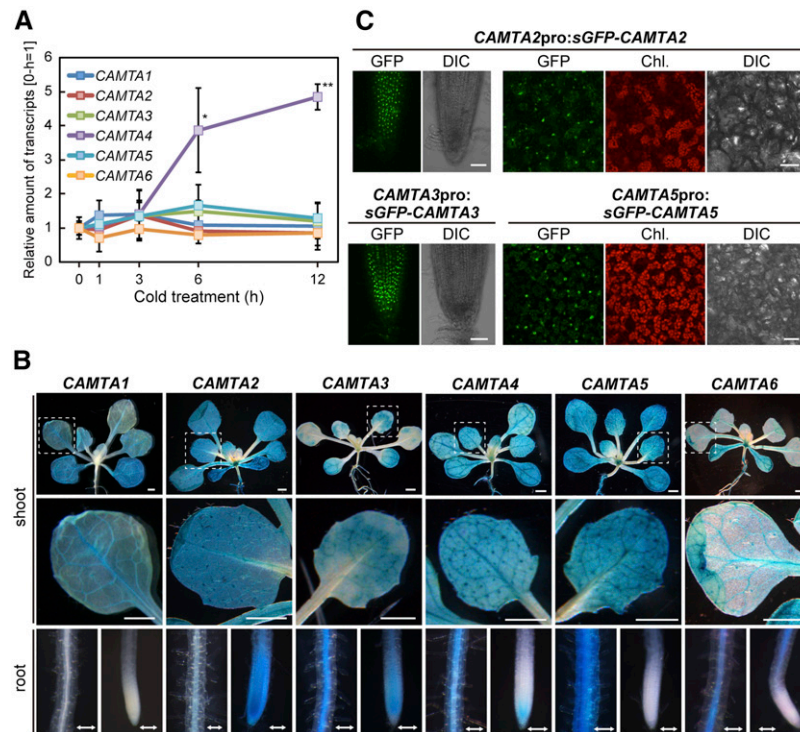 A
Relative amount of transcripts [0-h=1]
6
5
4
3
2
1
0
CAMTA1
CAMTA2
CAMTA3
CAMTA4
CAMTA5
CAMTA6
*
**
0 1 3 6 12
Cold treatment (h)
C
CAMTA2pro:sGFP-CAMTA2
GFP DIC GFP Chl. DIC
CAMTA3pro:
sGFP-CAMTA3
GFP DIC
CAMTA5pro:
sGFP-CAMTA5
GFP Chl. DIC
B
CAMTA1 CAMTA2 CAMTA3 CAMTA4 CAMTA5 CAMTA6
shoot
root